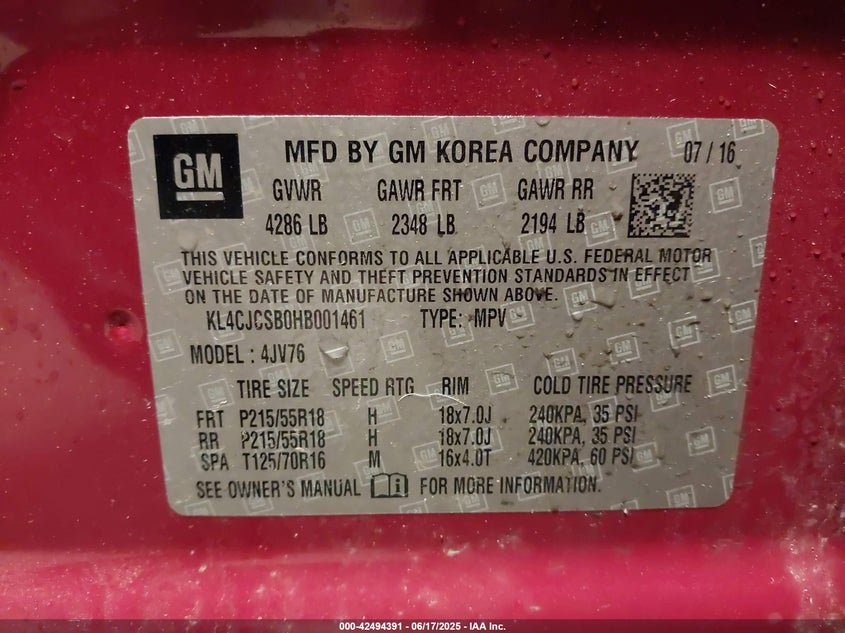 GM
MFD BY GM KOREA COMPANY 07 / 16
GVWR GAWR FRT GAWR RR
4286 LB 2348 LB 2194 LB
THIS VEHICLE CONFORMS TO ALL APPLICABLE U.S. FEDERAL MOTOR
VEHICLE SAFETY AND THEFT PREVENTION STANDARDS IN EFFECT
ON THE DATE OF MANUFACTURE SHOWN ABOVE.
KL4CJCSB0HB001461 TYPE: MPV
MODEL : 4JV76
TIRE SIZE SPEED RTG RIM COLD TIRE PRESSURE
FRT P215/55R18 H 18x7.0J 240KPA, 35 PSI
RR P215/55R18 H 18x7.0J 240KPA, 35 PSI
SPA T125/70R16 M 16x4.0T 420KPA, 60 PSI
SEE OWNER'S MANUAL FOR MORE INFORMATION.
000-42494391 - 06/17/2025 - IAA Inc.